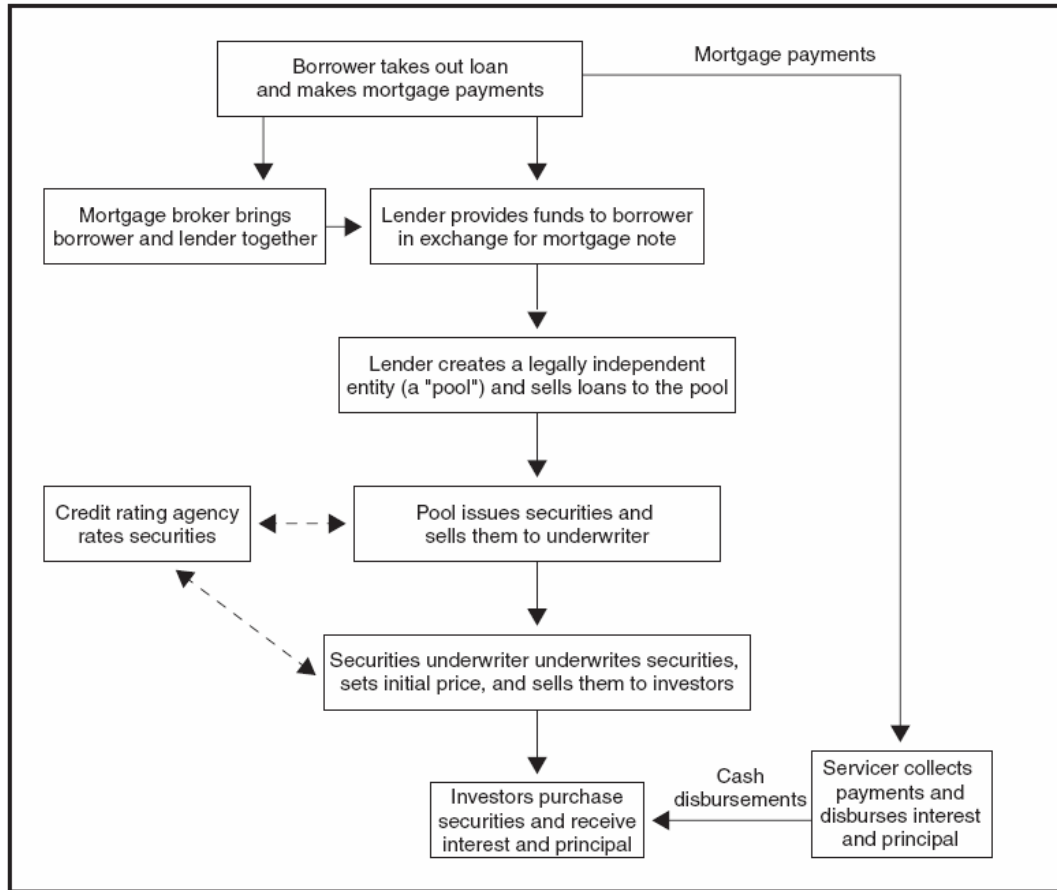 Borrower takes out loan
and makes mortgage payments
Mortgage payments
Mortgage broker brings
borrower and lender together
Lender provides funds to borrower
in exchange for mortgage note
Lender creates a legally independent
entity (a "pool") and sells loans to the pool
Credit rating agency
rates securities
Pool issues securities and
sells them to underwriter
Securities underwriter underwrites securities,
sets initial price, and sells them to investors
Investors purchase
securities and receive
interest and principal
Cash
disbursements
Servicer collects
payments and
disburses interest
and principal